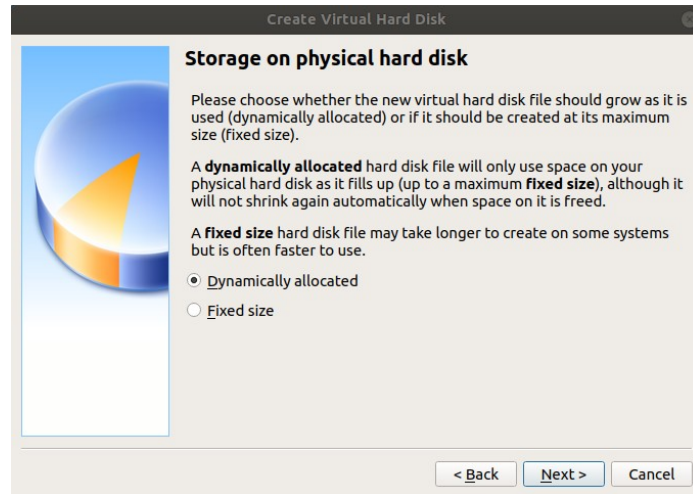 Create Virtual Hard Disk
Storage on physical hard disk
Please choose whether the new virtual hard disk file should grow as it is
used (dynamically allocated) or if it should be created at its maximum
size (fixed size).
A dynamically allocated hard disk file will only use space on your
physical hard disk as it fills up (up to a maximum fixed size), although it
will not shrink again automatically when space on it is freed.
A fixed size hard disk file may take longer to create on some systems
but is often faster to use.
Dynamically allocated
Fixed size
< Back Next > Cancel